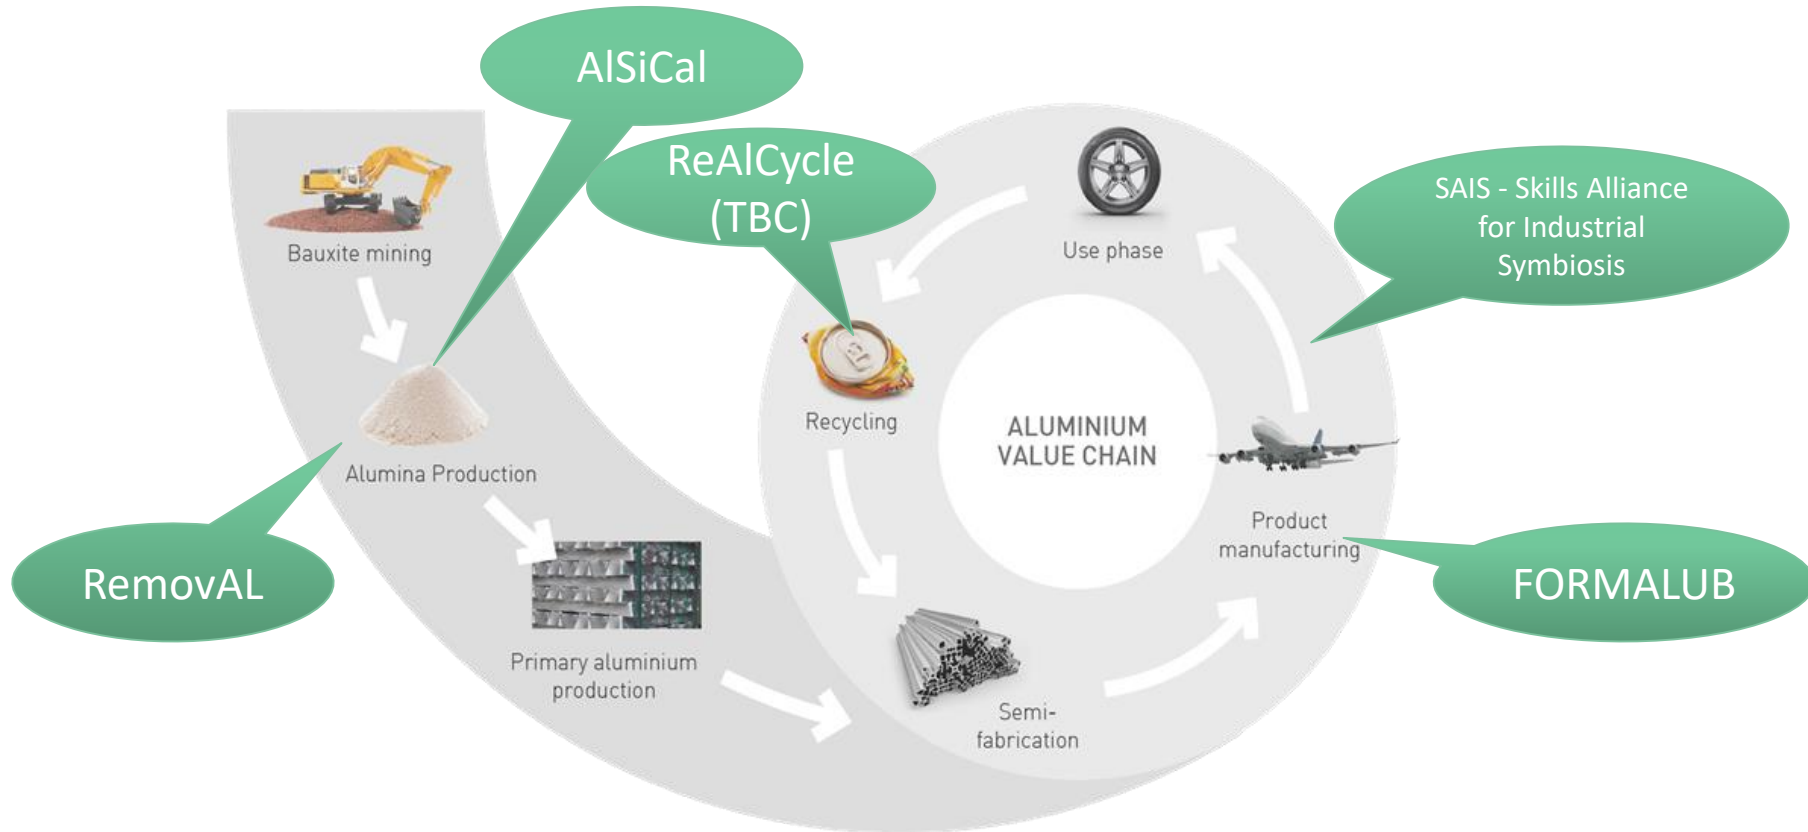 AlSiCal
ReAlCycle
(TBC)
SAIS - Skills Alliance
for Industrial
Symbiosis
Bauxite mining
Use phase
Recycling
ALUMINIUM
VALUE CHAIN
Alumina Production
Product
manufacturing
RemovAL
FORMALUB
Primary aluminium
production
Semi-
fabrication